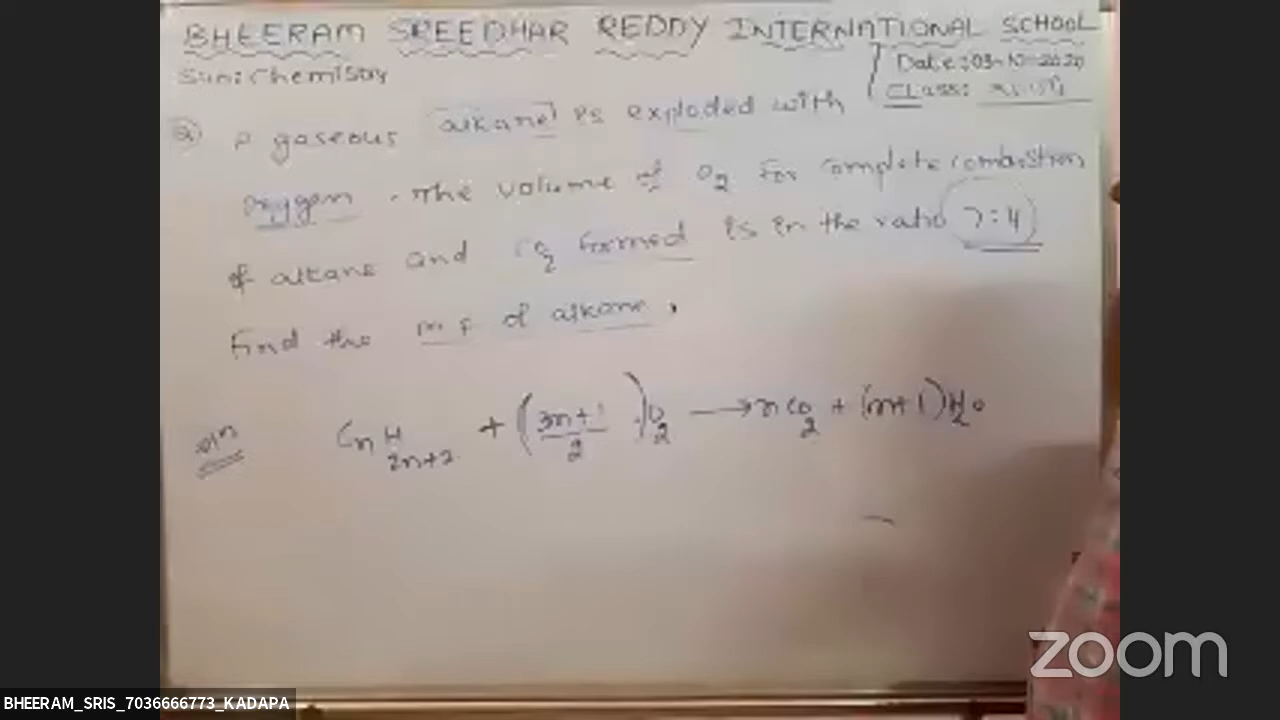 BHEERAM SREEDHAR REDDY INTERNATIONAL SCHOOL
Sub: Chemistry
Date: 03-10-2020
Class:
Q) A gaseous alkane is exploded with
Oxygen. The volume of O2 for complete combustion
of alkane and CO2 formed is in the ratio 7:4
Find the M.F of alkane.
Soln
CnH2n+2 + (3n+1/2)O2 → nCO2 + (n+1)H2O
zoom
BHEERAM_SRIS_7036666773_KADAPA